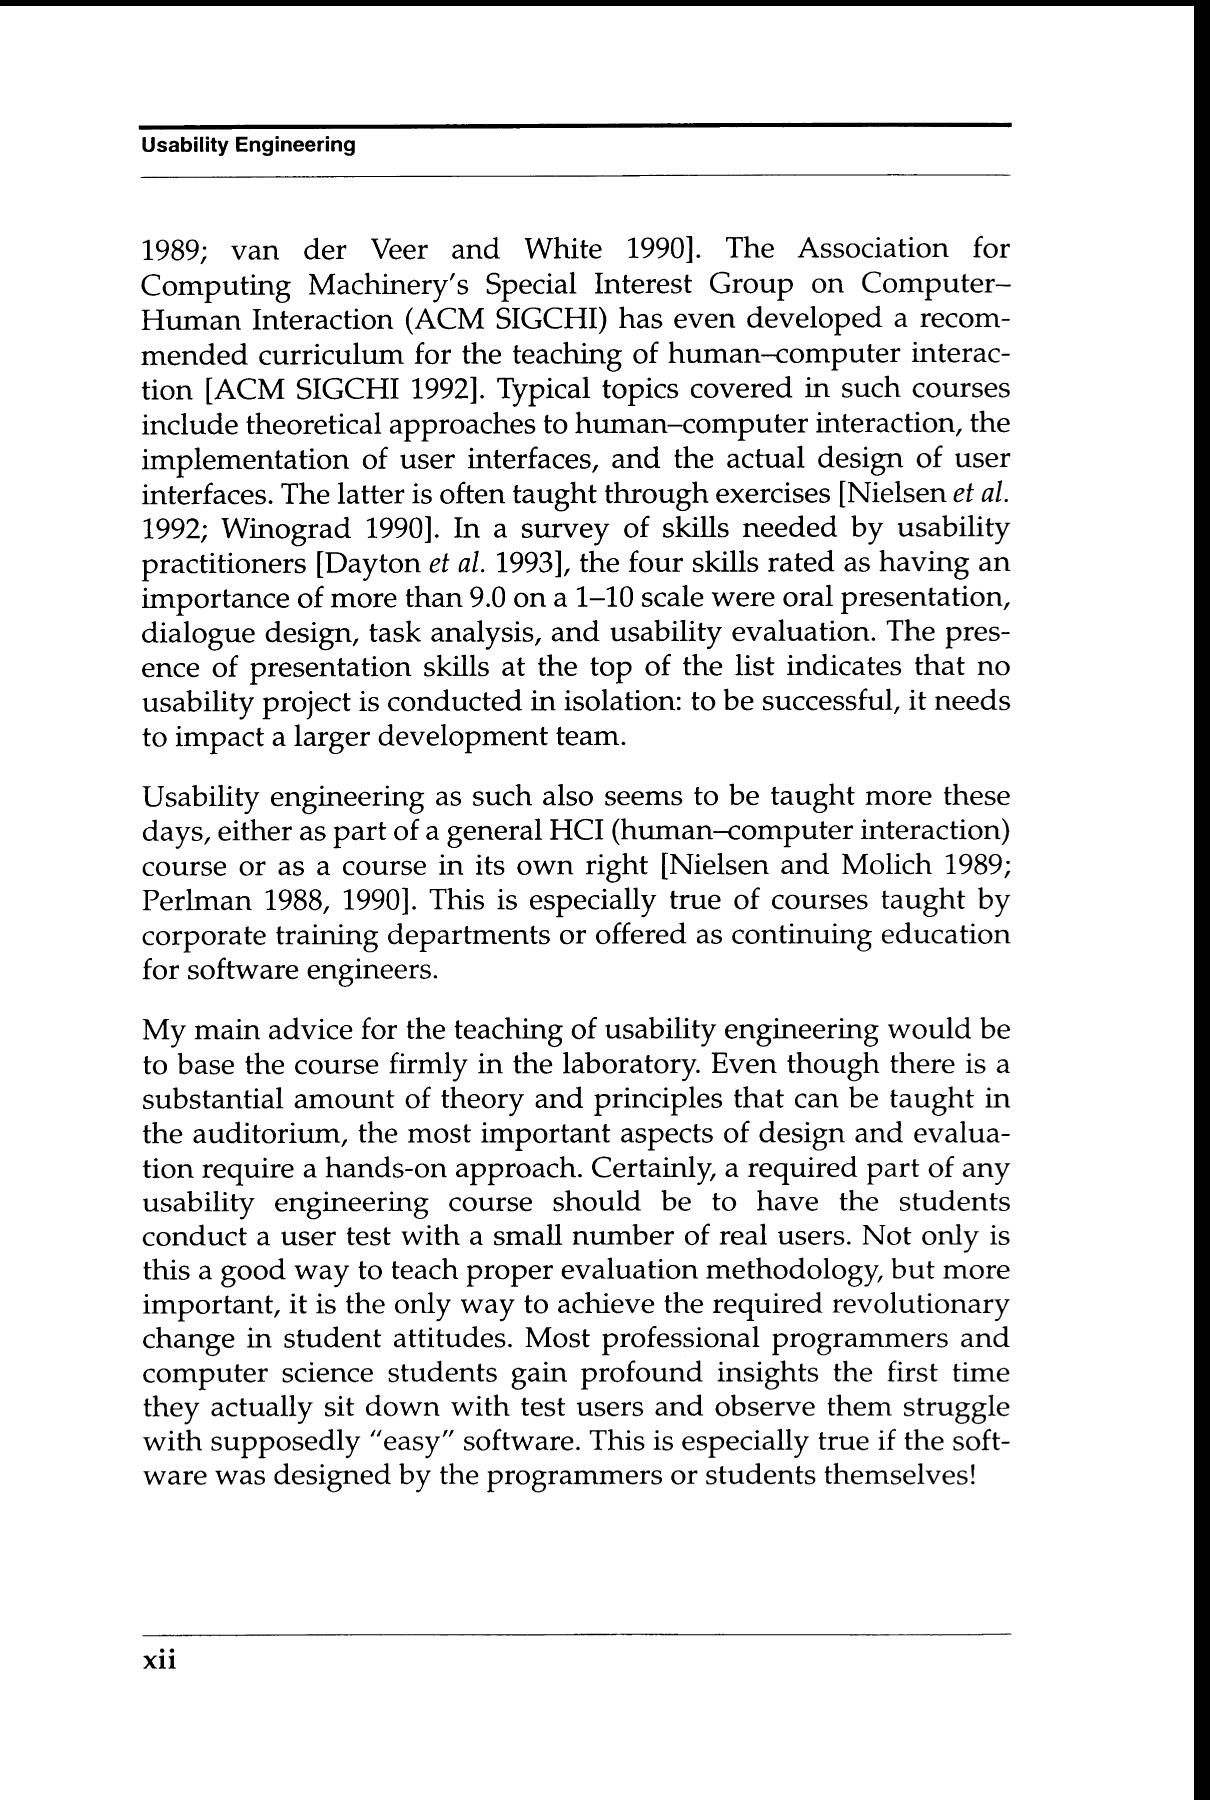 Usability Engineering
1989; van der Veer and White 1990]. The Association for
Computing Machinery's Special Interest Group on Computer–
Human Interaction (ACM SIGCHI) has even developed a recom-
mended curriculum for the teaching of human–computer interac-
tion [ACM SIGCHI 1992]. Typical topics covered in such courses
include theoretical approaches to human–computer interaction, the
implementation of user interfaces, and the actual design of user
interfaces. The latter is often taught through exercises [Nielsen et al.
1992; Winograd 1990]. In a survey of skills needed by usability
practitioners [Dayton et al. 1993], the four skills rated as having an
importance of more than 9.0 on a 1–10 scale were oral presentation,
dialogue design, task analysis, and usability evaluation. The pres-
ence of presentation skills at the top of the list indicates that no
usability project is conducted in isolation: to be successful, it needs
to impact a larger development team.
Usability engineering as such also seems to be taught more these
days, either as part of a general HCI (human–computer interaction)
course or as a course in its own right [Nielsen and Molich 1989;
Perlman 1988, 1990]. This is especially true of courses taught by
corporate training departments or offered as continuing education
for software engineers.
My main advice for the teaching of usability engineering would be
to base the course firmly in the laboratory. Even though there is a
substantial amount of theory and principles that can be taught in
the auditorium, the most important aspects of design and evalua-
tion require a hands-on approach. Certainly, a required part of any
usability engineering course should be to have the students
conduct a user test with a small number of real users. Not only is
this a good way to teach proper evaluation methodology, but more
important, it is the only way to achieve the required revolutionary
change in student attitudes. Most professional programmers and
computer science students gain profound insights the first time
they actually sit down with test users and observe them struggle
with supposedly "easy" software. This is especially true if the soft-
ware was designed by the programmers or students themselves!
xii